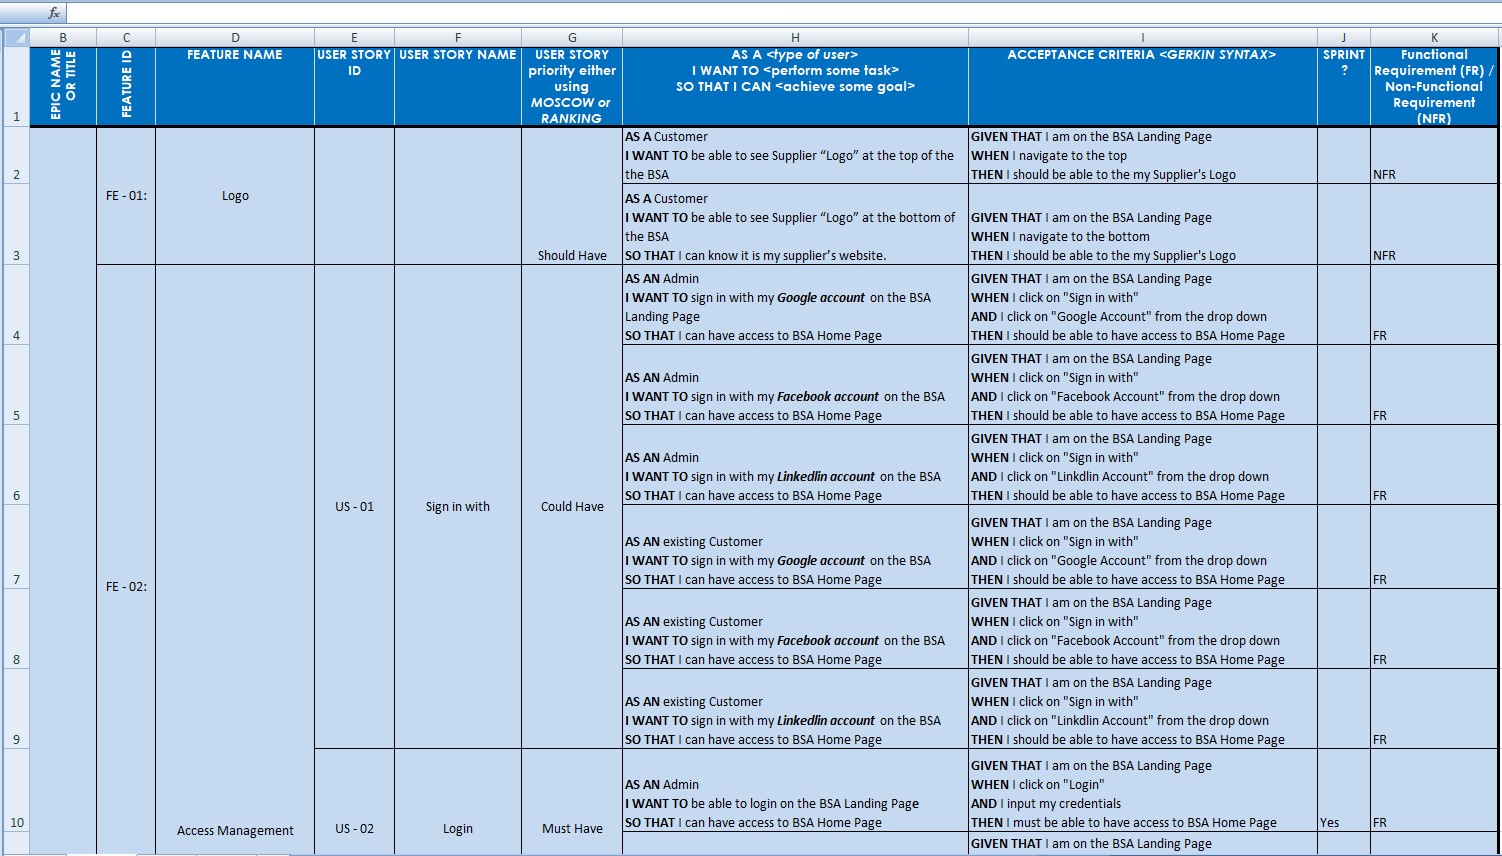 fx
B C D E F G H I J K
EPIC NAME
OR TITLE
FEATURE ID
FEATURE NAME
USER STORY
ID
USER STORY NAME
USER STORY
priority either
using
MOSCOW or
RANKING
AS A <type of user>
I WANT TO <perform some task>
SO THAT I CAN <achieve some goal>
ACCEPTANCE CRITERIA <GERKIN SYNTAX>
SPRINT
?
Functional
Requirement (FR) /
Non-Functional
Requirement
(NFR)
1
2
FE - 01:
Logo
Should Have
AS A Customer
I WANT TO be able to see Supplier “Logo” at the top of the
the BSA
GIVEN THAT I am on the BSA Landing Page
WHEN I navigate to the top
THEN I should be able to the my Supplier's Logo
NFR
3
AS A Customer
I WANT TO be able to see Supplier “Logo” at the bottom of
the BSA
SO THAT I can know it is my supplier’s website.
GIVEN THAT I am on the BSA Landing Page
WHEN I navigate to the bottom
THEN I should be able to the my Supplier's Logo
NFR
4
FE - 02:
Access Management
US - 01
Sign in with
Could Have
AS AN Admin
I WANT TO sign in with my Google account on the BSA
Landing Page
SO THAT I can have access to BSA Home Page
GIVEN THAT I am on the BSA Landing Page
WHEN I click on "Sign in with"
AND I click on "Google Account" from the drop down
THEN I should be able to have access to BSA Home Page
FR
5
AS AN Admin
I WANT TO sign in with my Facebook account on the BSA
SO THAT I can have access to BSA Home Page
GIVEN THAT I am on the BSA Landing Page
WHEN I click on "Sign in with"
AND I click on "Facebook Account" from the drop down
THEN I should be able to have access to BSA Home Page
FR
6
AS AN Admin
I WANT TO sign in with my Linkedlin account on the BSA
SO THAT I can have access to BSA Home Page
GIVEN THAT I am on the BSA Landing Page
WHEN I click on "Sign in with"
AND I click on "Linkdlin Account" from the drop down
THEN I should be able to have access to BSA Home Page
FR
7
AS AN existing Customer
I WANT TO sign in with my Google account on the BSA
SO THAT I can have access to BSA Home Page
GIVEN THAT I am on the BSA Landing Page
WHEN I click on "Sign in with"
AND I click on "Google Account" from the drop down
THEN I should be able to have access to BSA Home Page
FR
8
AS AN existing Customer
I WANT TO sign in with my Facebook account on the BSA
SO THAT I can have access to BSA Home Page
GIVEN THAT I am on the BSA Landing Page
WHEN I click on "Sign in with"
AND I click on "Facebook Account" from the drop down
THEN I should be able to have access to BSA Home Page
FR
9
AS AN existing Customer
I WANT TO sign in with my Linkedlin account on the BSA
SO THAT I can have access to BSA Home Page
GIVEN THAT I am on the BSA Landing Page
WHEN I click on "Sign in with"
AND I click on "Linkdlin Account" from the drop down
THEN I should be able to have access to BSA Home Page
FR
10
US - 02
Login
Must Have
AS AN Admin
I WANT TO be able to login on the BSA Landing Page
SO THAT I can have access to BSA Home Page
GIVEN THAT I am on the BSA Landing Page
WHEN I click on "Login"
AND I input my credentials
THEN I must be able to have access to BSA Home Page
Yes
FR
GIVEN THAT I am on the BSA Landing Page